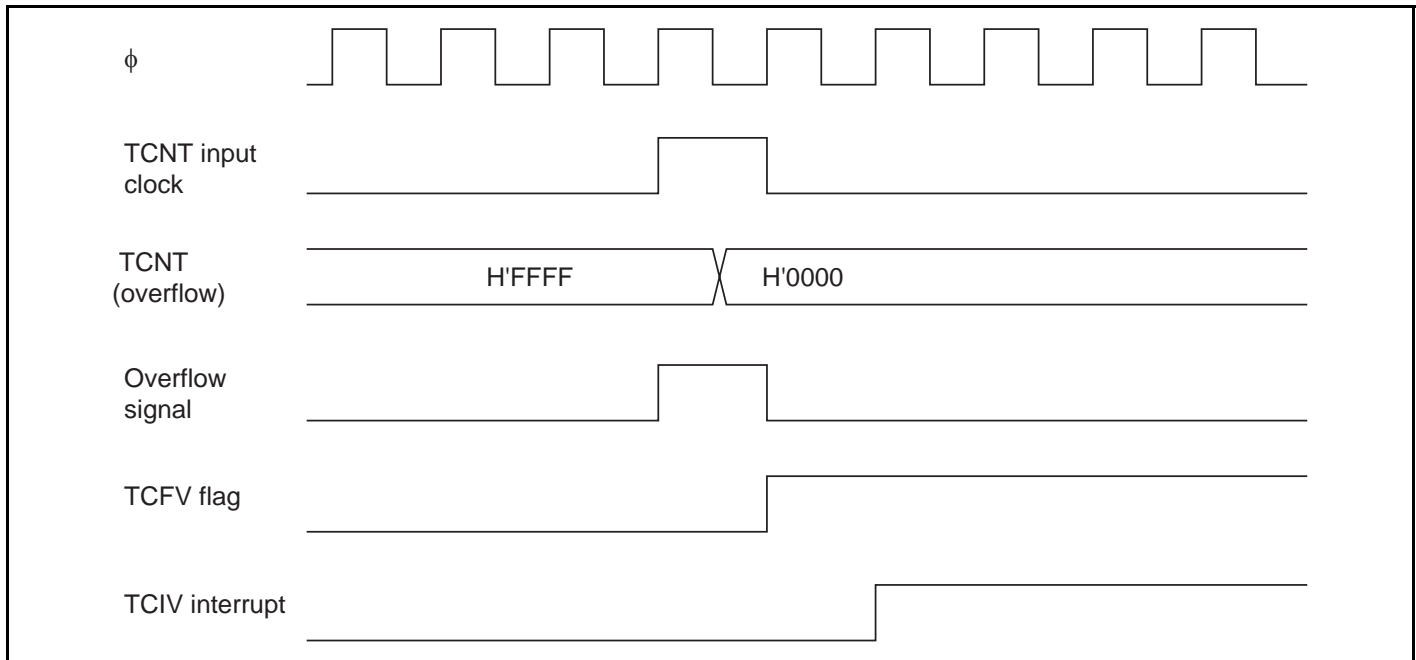 ϕ
TCNT input
clock
TCNT
(overflow)
H'FFFF
H'0000
Overflow
signal
TCFV flag
TCIV interrupt